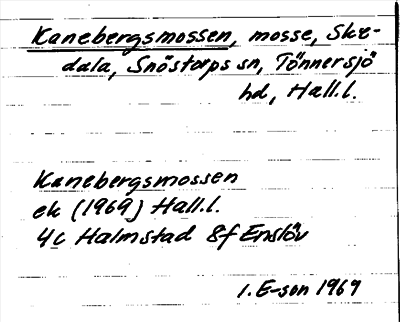 Kanebergsmossen, mosse, Ske-
dala, Snöstorps sn, Tönnersjö
hd, Hall.l.
Kanebergsmossen
ek (1969) Hall.l.
4c Halmstad 8f Enslöv
I. E-son 1969